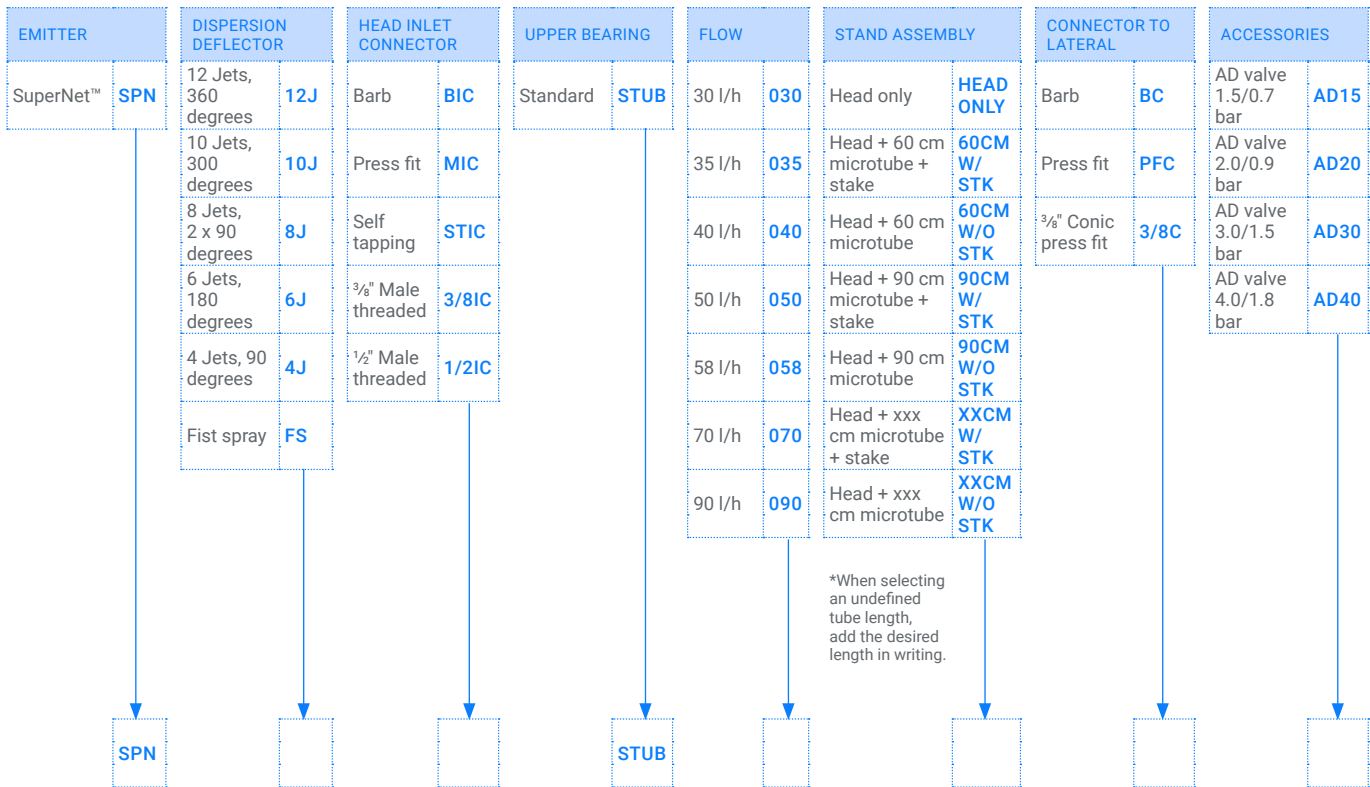 EMITTER
SuperNet™ SPN
DISPERSION
DEFLECTOR
12 Jets,
360
degrees
12J
10 Jets,
300
degrees
10J
8 Jets,
2 x 90
degrees
8J
6 Jets,
180
degrees
6J
4 Jets, 90
degrees
4J
Fist spray FS
HEAD INLET
CONNECTOR
Barb BIC
Press fit MIC
Self
tapping
STIC
⅜" Male
threaded
3/8IC
½" Male
threaded
1/2IC
UPPER BEARING
Standard STUB
FLOW
30 l/h 030
35 l/h 035
40 l/h 040
50 l/h 050
58 l/h 058
70 l/h 070
90 l/h 090
STAND ASSEMBLY
Head only
HEAD
ONLY
Head + 60 cm
microtube +
stake
60CM
W/
STK
Head + 60 cm
microtube
60CM
W/O
STK
Head + 90 cm
microtube +
stake
90CM
W/
STK
Head + 90 cm
microtube
90CM
W/O
STK
Head + xxx
cm microtube
+ stake
XXCM
W/
STK
Head + xxx
cm microtube
XXCM
W/O
STK
*When selecting
an undefined
tube length,
add the desired
length in writing.
CONNECTOR TO
LATERAL
Barb BC
Press fit PFC
⅜" Conic
press fit
3/8C
ACCESSORIES
AD valve
1.5/0.7
bar
AD15
AD valve
2.0/0.9
bar
AD20
AD valve
3.0/1.5
bar
AD30
AD valve
4.0/1.8
bar
AD40
SPN
STUB